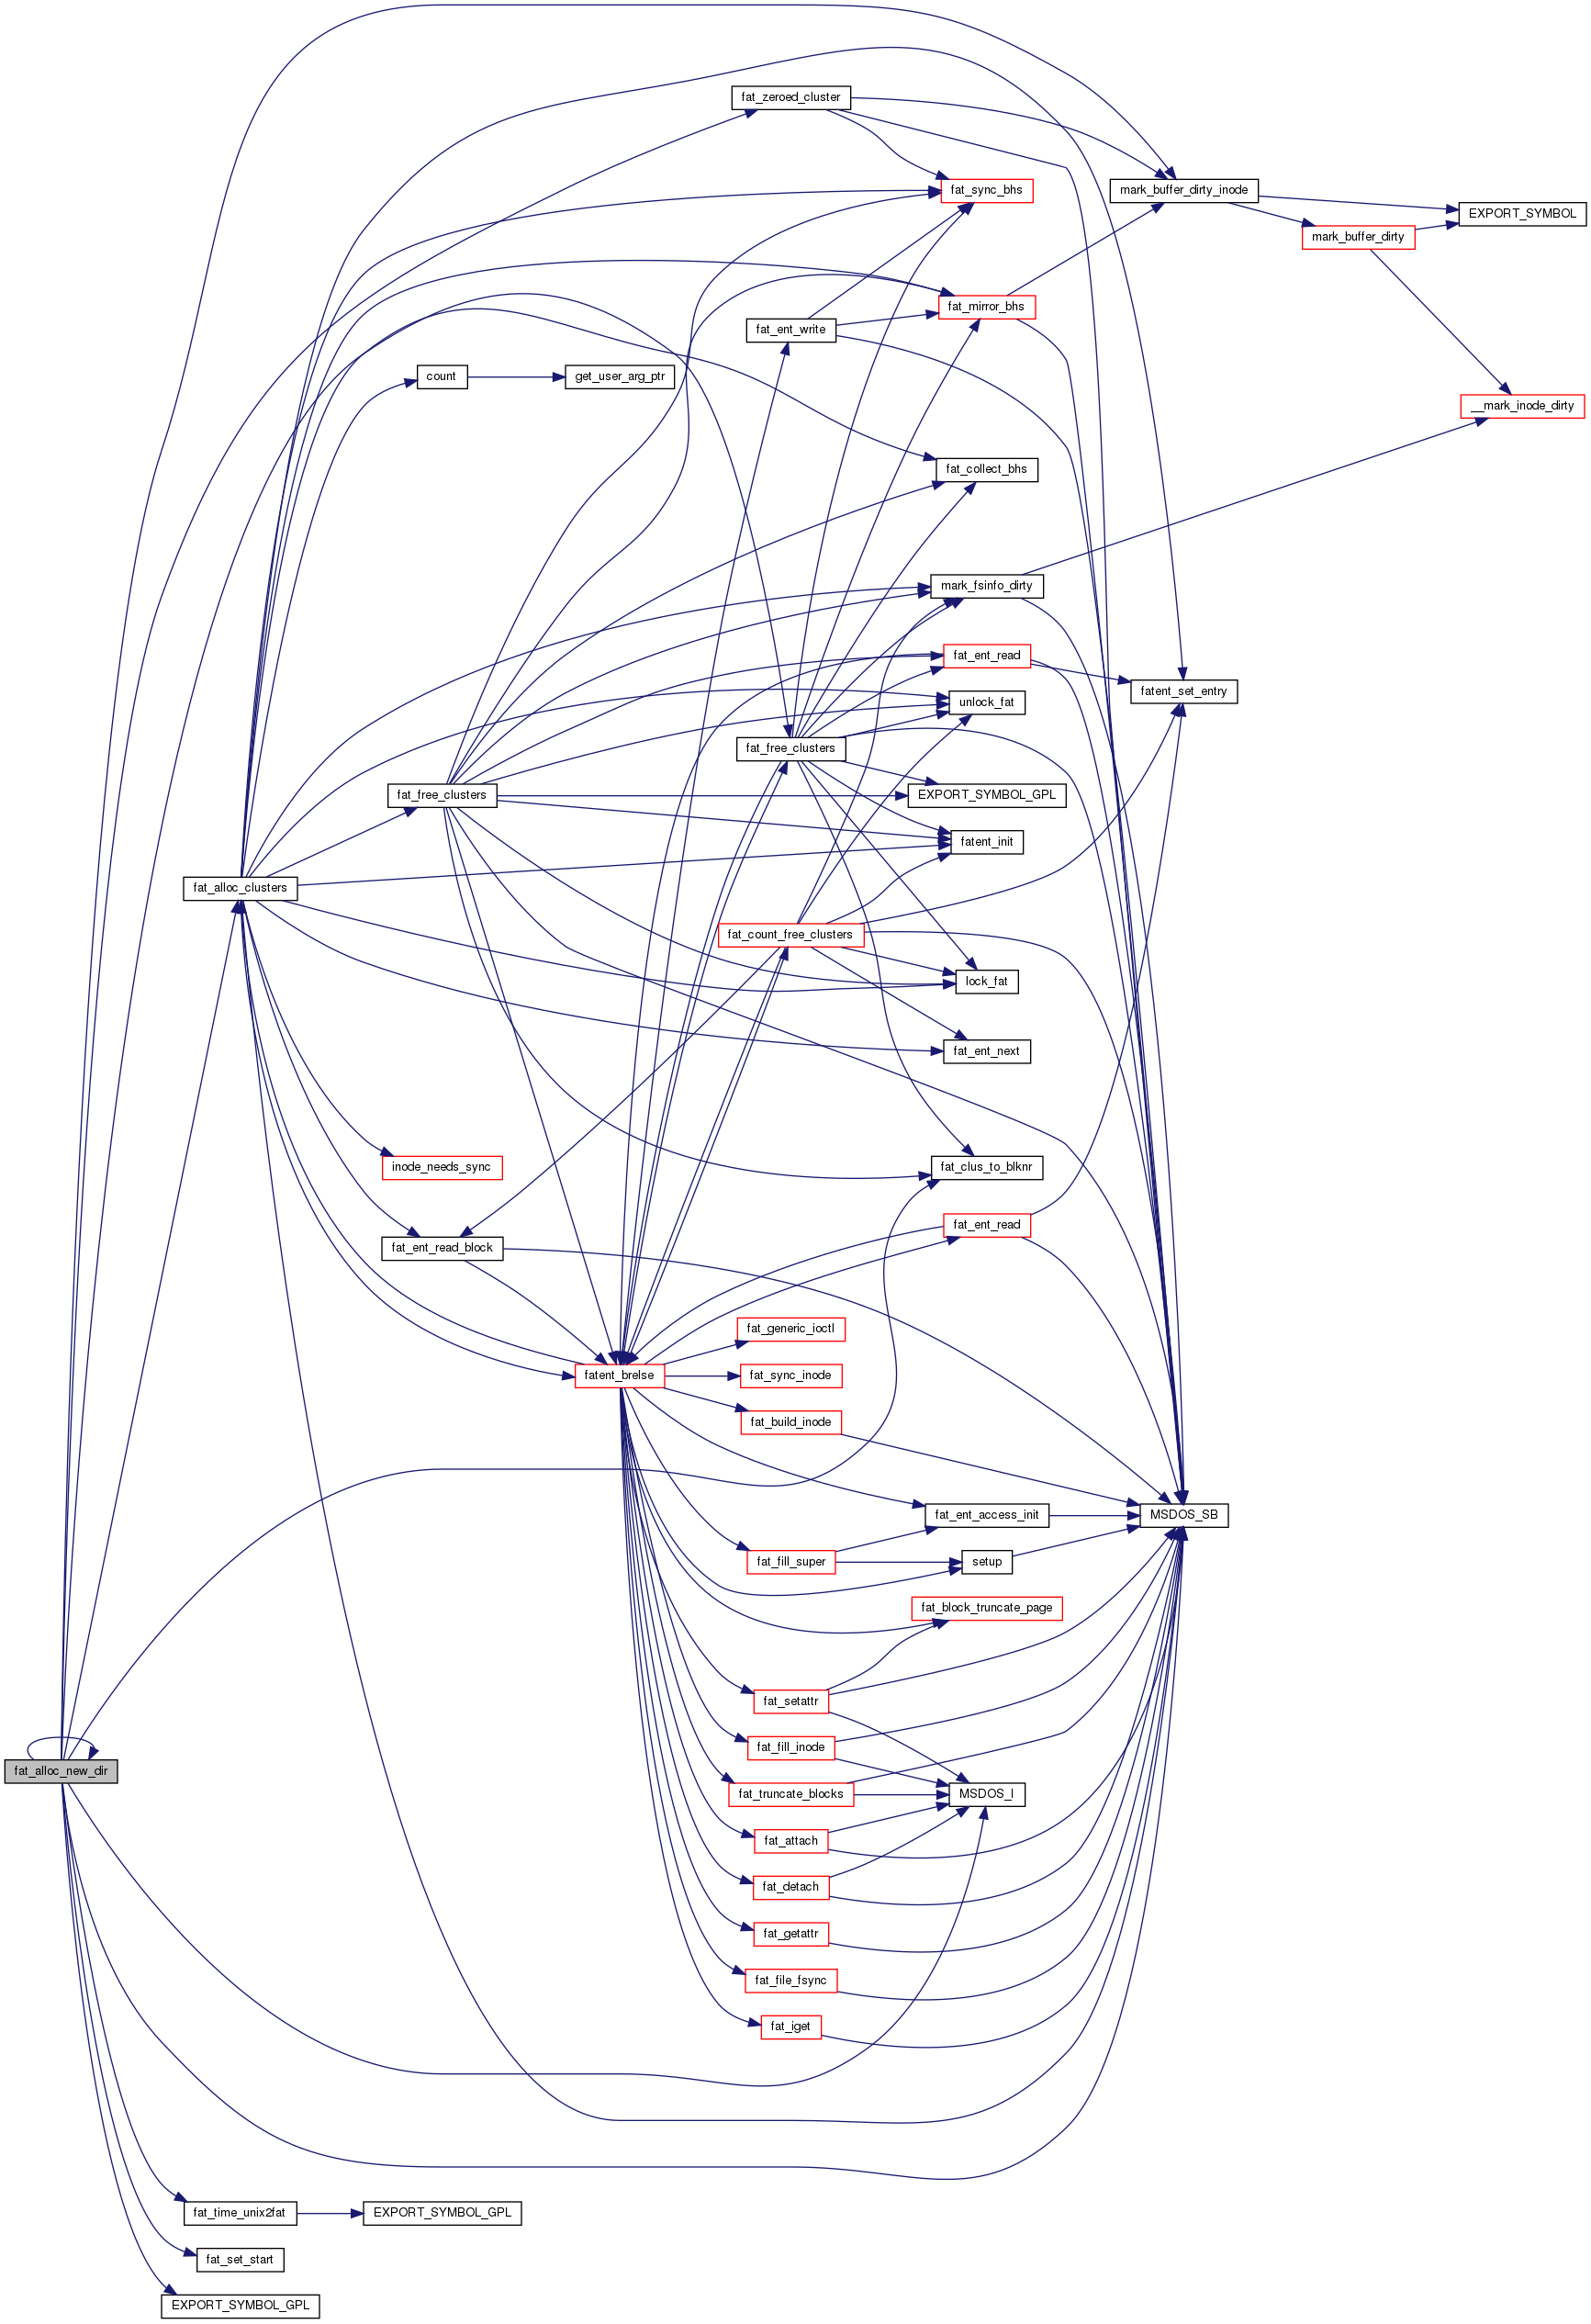 fat_zeroed_cluster
fat_sync_bhs
mark_buffer_dirty_inode
EXPORT_SYMBOL
mark_buffer_dirty
fat_mirror_bhs
fat_ent_write
count
get_user_arg_ptr
__mark_inode_dirty
fat_collect_bhs
mark_fsinfo_dirty
fat_ent_read
fatent_set_entry
unlock_fat
fat_free_clusters
fat_free_clusters
EXPORT_SYMBOL_GPL
fatent_init
fat_alloc_clusters
fat_count_free_clusters
lock_fat
fat_ent_next
inode_needs_sync
fat_clus_to_blknr
fat_ent_read
fat_ent_read_block
fat_generic_ioctl
fatent_brelse
fat_sync_inode
fat_build_inode
fat_ent_access_init
MSDOS_SB
fat_fill_super
setup
fat_block_truncate_page
fat_setattr
fat_fill_inode
fat_alloc_new_dir
fat_truncate_blocks
MSDOS_I
fat_attach
fat_detach
fat_getattr
fat_file_fsync
fat_iget
fat_time_unix2fat
EXPORT_SYMBOL_GPL
fat_set_start
EXPORT_SYMBOL_GPL